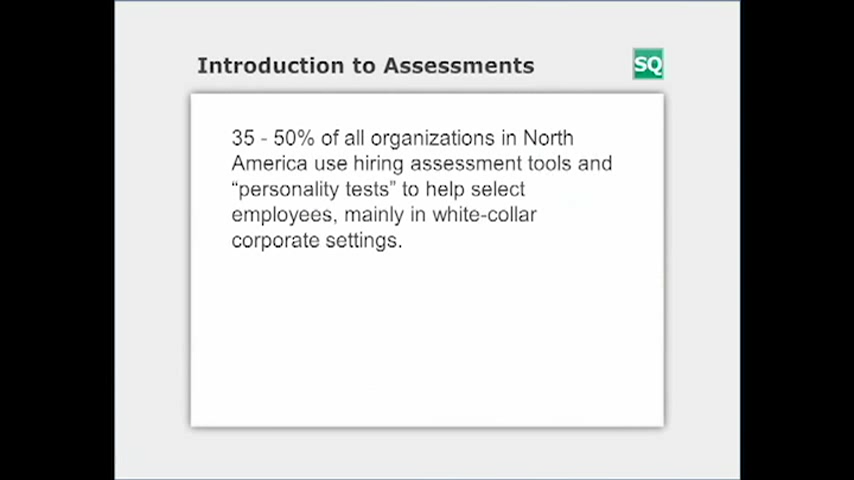 Introduction to Assessments
SQ
35 - 50% of all organizations in North
America use hiring assessment tools and
“personality tests” to help select
employees, mainly in white-collar
corporate settings.